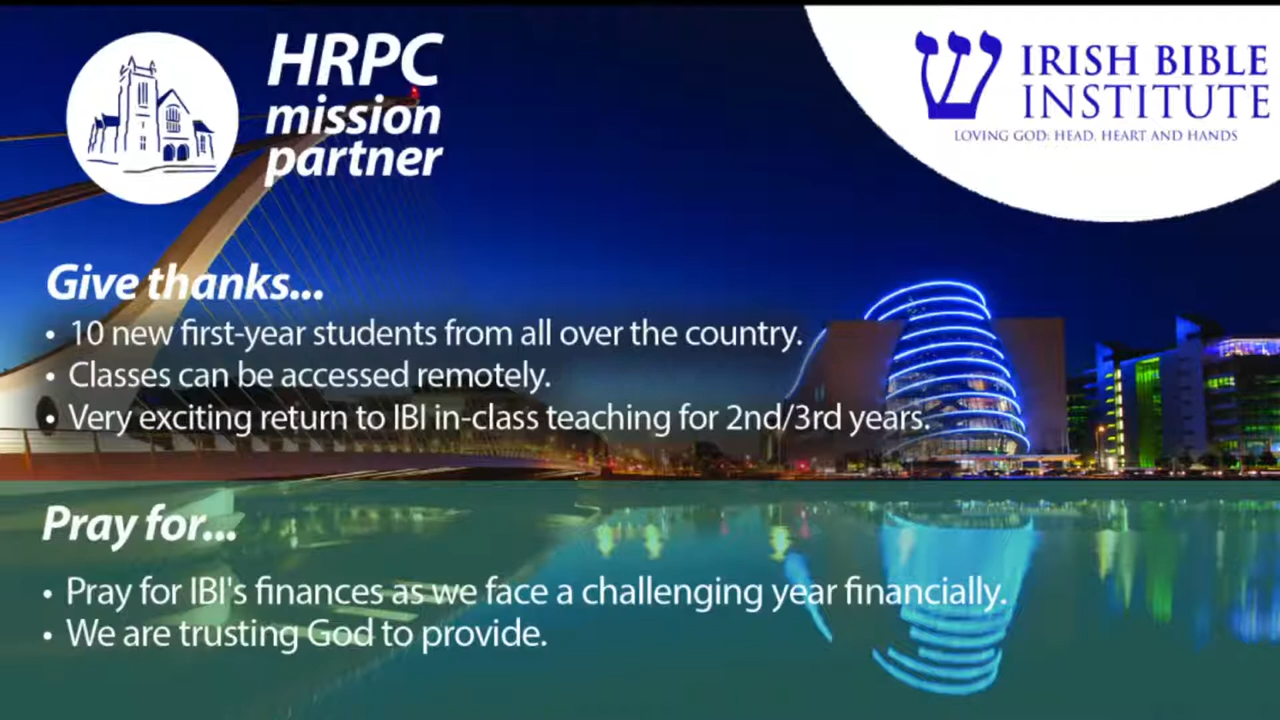 HRPC
mission
partner
IRISH BIBLE
INSTITUTE
LOVING GOD: HEAD, HEART AND HANDS
Give thanks...
• 10 new first-year students from all over the country.
• Classes can be accessed remotely.
• Very exciting return to IBI in-class teaching for 2nd/3rd years.
Pray for...
• Pray for IBI's finances as we face a challenging year financially.
• We are trusting God to provide.